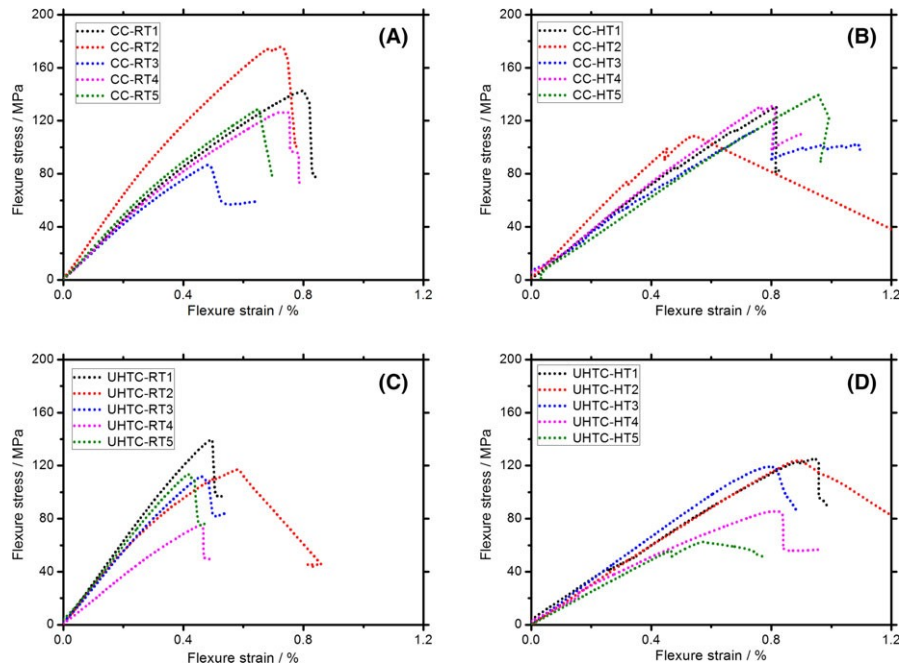 (A)
CC-RT1
CC-RT2
CC-RT3
CC-RT4
CC-RT5
Flexure stress / MPa
200
160
120
80
40
0
0.0 0.4 0.8 1.2
Flexure strain / %
(B)
CC-HT1
CC-HT2
CC-HT3
CC-HT4
CC-HT5
Flexure stress / MPa
200
160
120
80
40
0
0.0 0.4 0.8 1.2
Flexure strain / %
(C)
UHTC-RT1
UHTC-RT2
UHTC-RT3
UHTC-RT4
UHTC-RT5
Flexure stress / MPa
200
160
120
80
40
0
0.0 0.4 0.8 1.2
Flexure strain / %
(D)
UHTC-HT1
UHTC-HT2
UHTC-HT3
UHTC-HT4
UHTC-HT5
Flexure stress / MPa
200
160
120
80
40
0
0.0 0.4 0.8 1.2
Flexure strain / %